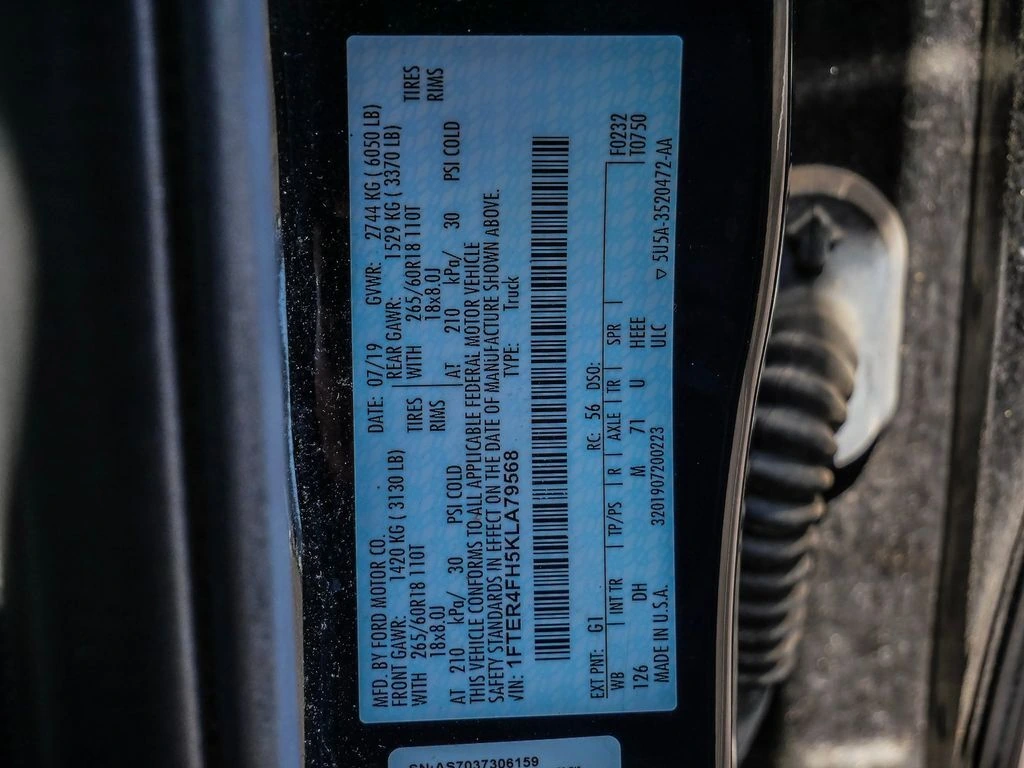 MFD. BY FORD MOTOR CO. DATE: 07/19 GVWR: 2744 KG ( 6050 LB)
FRONT GAWR: 1420 KG ( 3130 LB) REAR GAWR: 1529 KG ( 3370 LB)
WITH 265/60R18 110T TIRES WITH 265/60R18 110T TIRES
18x8.0J RIMS 18x8.0J RIMS
AT 210 kPa/ 30 PSI COLD AT 210 kPa/ 30 PSI COLD
THIS VEHICLE CONFORMS TO ALL APPLICABLE FEDERAL MOTOR VEHICLE
SAFETY STANDARDS IN EFFECT ON THE DATE OF MANUFACTURE SHOWN ABOVE.
VIN: 1FTER4FH5KLA79568 TYPE: Truck
EXT PNT: G1 RC: 56 DSO: F0232
WB INT TR TP/PS R AXLE TR SPR T0750
126 DH M 71 U HEEE
MADE IN U.S.A. 3201907200223 ULC ▽ 5U5A-3520472-AA
SN:AS7037306159